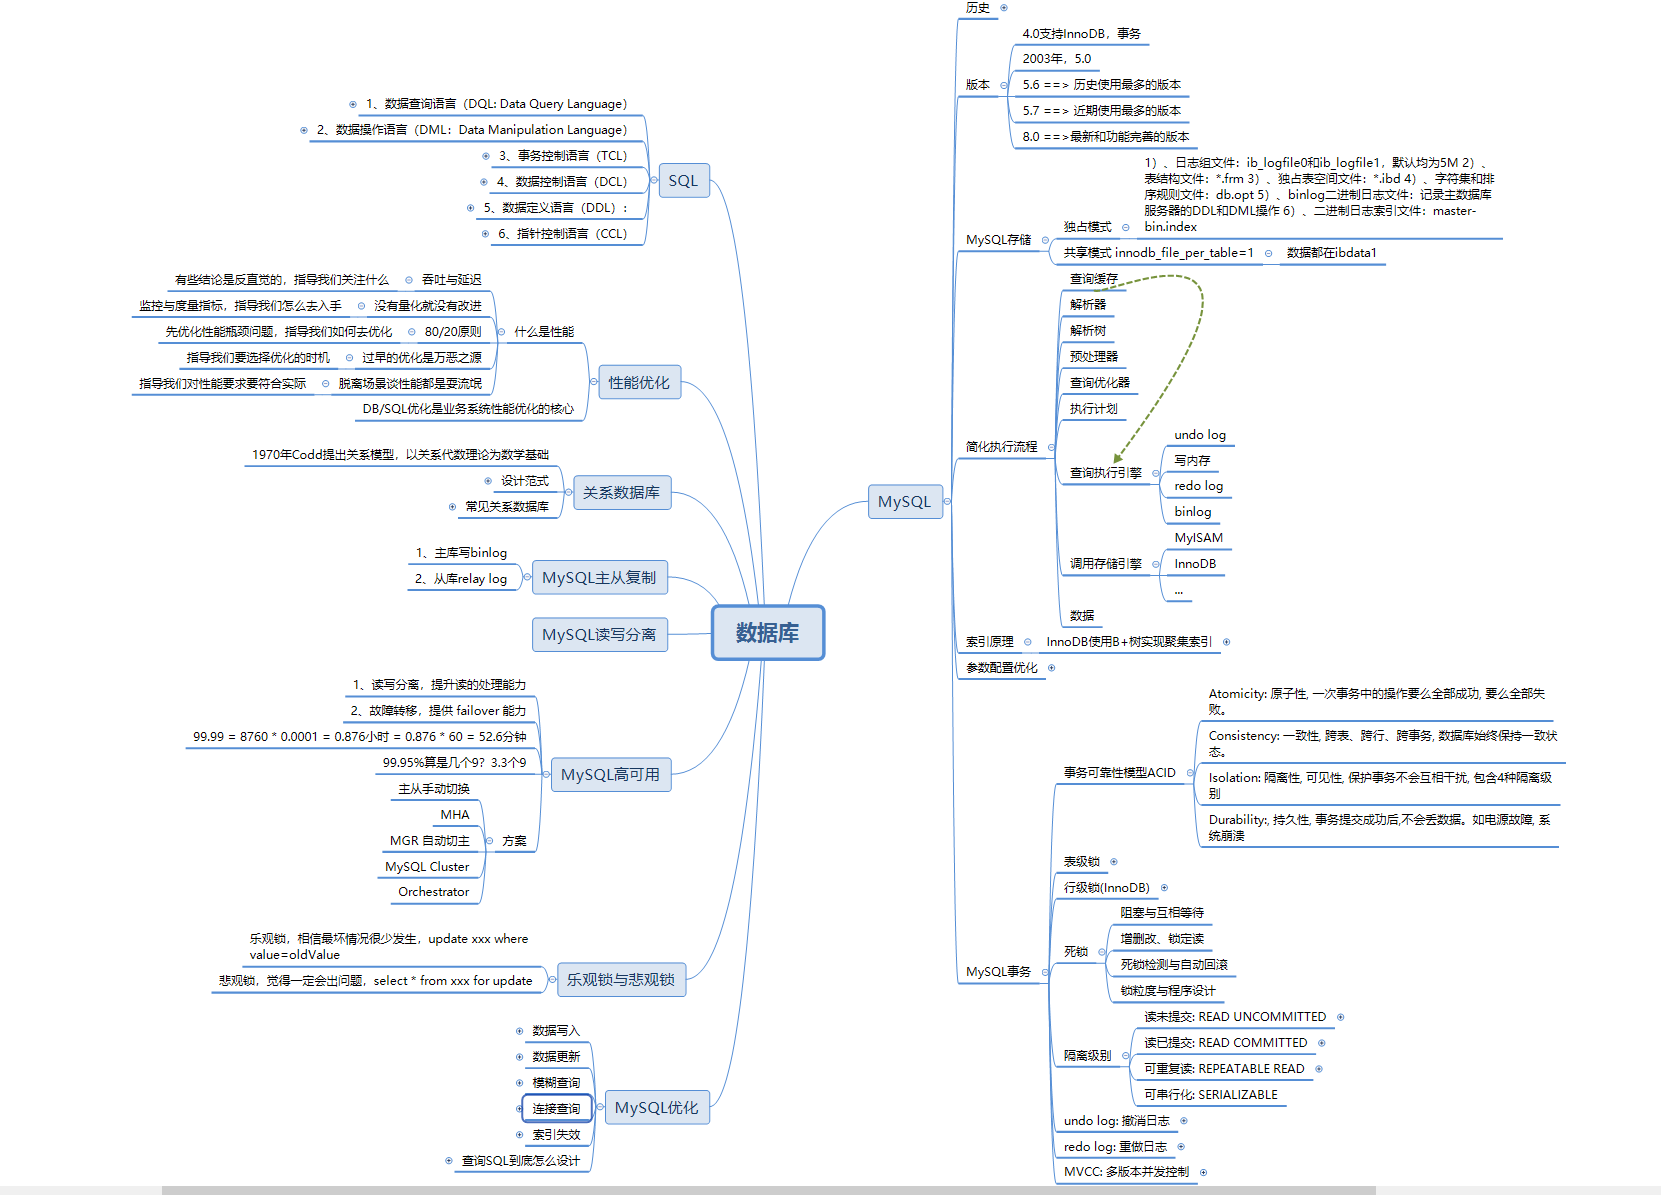 数据库
SQL
1、数据查询语言（DQL: Data Query Language）
2、数据操作语言（DML：Data Manipulation Language）
3、事务控制语言（TCL）
4、数据控制语言（DCL）
5、数据定义语言（DDL）：
6、指针控制语言（CCL）
性能优化
什么是性能
吞吐与延迟
有些结论是反直觉的，指导我们关注什么
没有量化就没有改进
监控与度量指标，指导我们怎么去入手
80/20原则
先优化性能瓶颈问题，指导我们如何去优化
过早的优化是万恶之源
指导我们要选择优化的时机
脱离场景谈性能都是耍流氓
指导我们对性能要求要符合实际
DB/SQL优化是业务系统性能优化的核心
关系数据库
1970年Codd提出关系模型，以关系代数理论为数学基础
设计范式
常见关系数据库
MySQL主从复制
1、主库写binlog
2、从库relay log
MySQL读写分离
MySQL高可用
1、读写分离，提升读的处理能力
2、故障转移，提供 failover 能力
99.99 = 8760 * 0.0001 = 0.876小时 = 0.876 * 60 = 52.6分钟
99.95%算是几个9？3.3个9
方案
主从手动切换
MHA
MGR 自动切主
MySQL Cluster
Orchestrator
乐观锁与悲观锁
乐观锁，相信最坏情况很少发生，update xxx where
value=oldValue
悲观锁，觉得一定会出问题，select * from xxx for update
MySQL优化
数据写入
数据更新
模糊查询
连接查询
索引失效
查询SQL到底怎么设计
MySQL
历史
版本
4.0支持InnoDB，事务
2003年，5.0
5.6 ==> 历史使用最多的版本
5.7 ==> 近期使用最多的版本
8.0 ==>最新和功能完善的版本
MySQL存储
独占模式
1）、日志组文件：ib_logfile0和ib_logfile1，默认均为5M 2）、
表结构文件：*.frm 3）、独占表空间文件：*.ibd 4）、字符集和排
序规则文件：db.opt 5）、binlog二进制日志文件：记录主数据库
服务器的DDL和DML操作 6）、二进制日志索引文件：master-
bin.index
共享模式 innodb_file_per_table=1
数据都在ibdata1
简化执行流程
查询缓存
解析器
解析树
预处理器
查询优化器
执行计划
查询执行引擎
undo log
写内存
redo log
binlog
调用存储引擎
MyISAM
InnoDB
...
数据
索引原理
InnoDB使用B+树实现聚集索引
参数配置优化
MySQL事务
事务可靠性模型ACID
Atomicity: 原子性, 一次事务中的操作要么全部成功, 要么全部失
败。
Consistency: 一致性, 跨表、跨行、跨事务, 数据库始终保持一致状
态。
Isolation: 隔离性, 可见性, 保护事务不会互相干扰, 包含4种隔离级
别
Durability:, 持久性, 事务提交成功后,不会丢数据。如电源故障, 系
统崩溃
表级锁
行级锁(InnoDB)
死锁
阻塞与互相等待
增删改、锁定读
死锁检测与自动回滚
锁粒度与程序设计
隔离级别
读未提交: READ UNCOMMITTED
读已提交: READ COMMITTED
可重复读: REPEATABLE READ
可串行化: SERIALIZABLE
undo log: 撤消日志
redo log: 重做日志
MVCC: 多版本并发控制